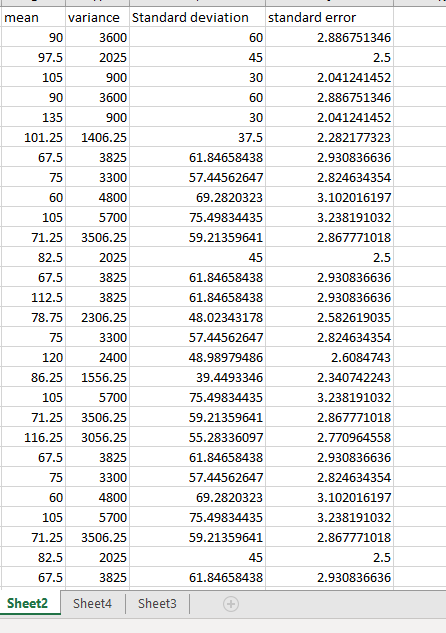 mean variance Standard deviation standard error
90 3600 60 2.886751346
97.5 2025 45 2.5
105 900 30 2.041241452
90 3600 60 2.886751346
135 900 30 2.041241452
101.25 1406.25 37.5 2.282177323
67.5 3825 61.84658438 2.930836636
75 3300 57.44562647 2.824634354
60 4800 69.2820323 3.102016197
105 5700 75.49834435 3.238191032
71.25 3506.25 59.21359641 2.867771018
82.5 2025 45 2.5
67.5 3825 61.84658438 2.930836636
112.5 3825 61.84658438 2.930836636
78.75 2306.25 48.02343178 2.582619035
75 3300 57.44562647 2.824634354
120 2400 48.98979486 2.6084743
86.25 1556.25 39.4493346 2.340742243
105 5700 75.49834435 3.238191032
71.25 3506.25 59.21359641 2.867771018
116.25 3056.25 55.28336097 2.770964558
67.5 3825 61.84658438 2.930836636
75 3300 57.44562647 2.824634354
60 4800 69.2820323 3.102016197
105 5700 75.49834435 3.238191032
71.25 3506.25 59.21359641 2.867771018
82.5 2025 45 2.5
67.5 3825 61.84658438 2.930836636
Sheet2 Sheet4 Sheet3